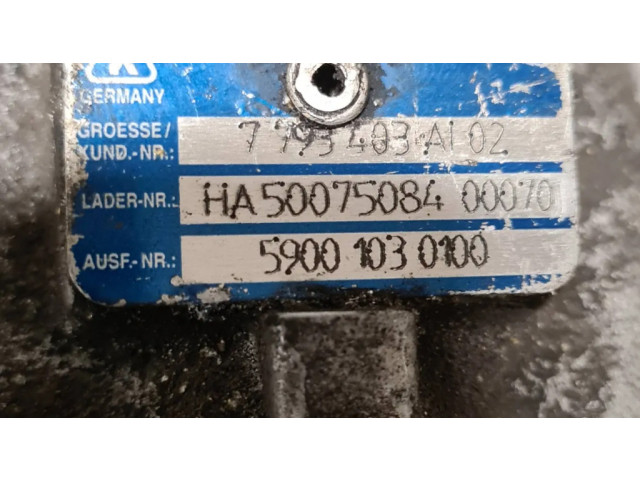 GERMANY
GROESSE/ KUND.-NR.: 7 793 403 AI 02
LADER-NR.: HA 50075084 00070
AUSF.-NR.: 5900 103 0100